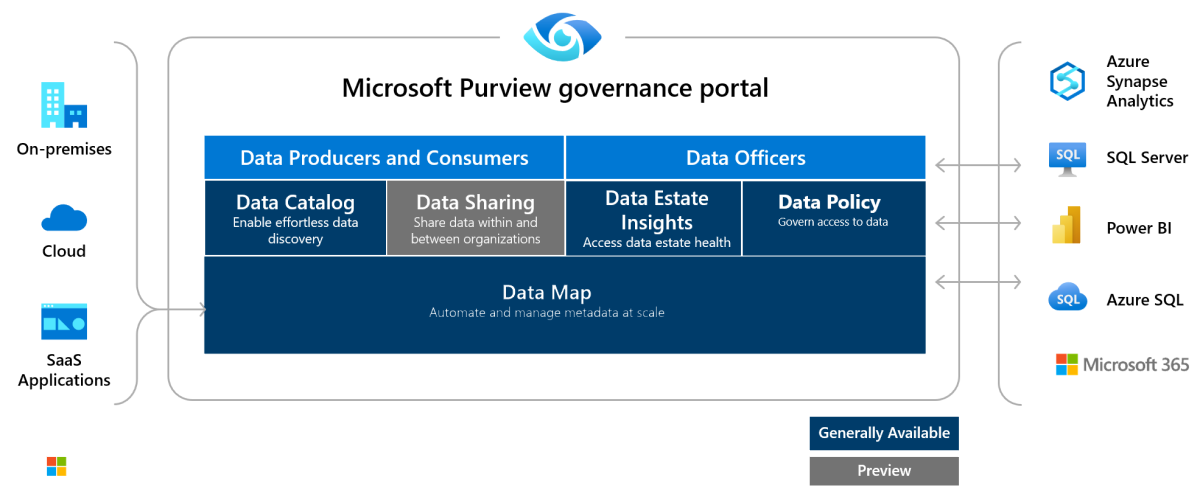 Microsoft Purview governance portal
On-premises
Cloud
SaaS
Applications
Data Producers and Consumers
Data Officers
Data Catalog
Enable effortless data
discovery
Data Sharing
Share data within and
between organizations
Data Estate
Insights
Access data estate health
Data Policy
Govern access to data
Data Map
Automate and manage metadata at scale
Azure
Synapse
Analytics
SQL
SQL Server
Power BI
SQL
Azure SQL
Microsoft 365
Generally Available
Preview